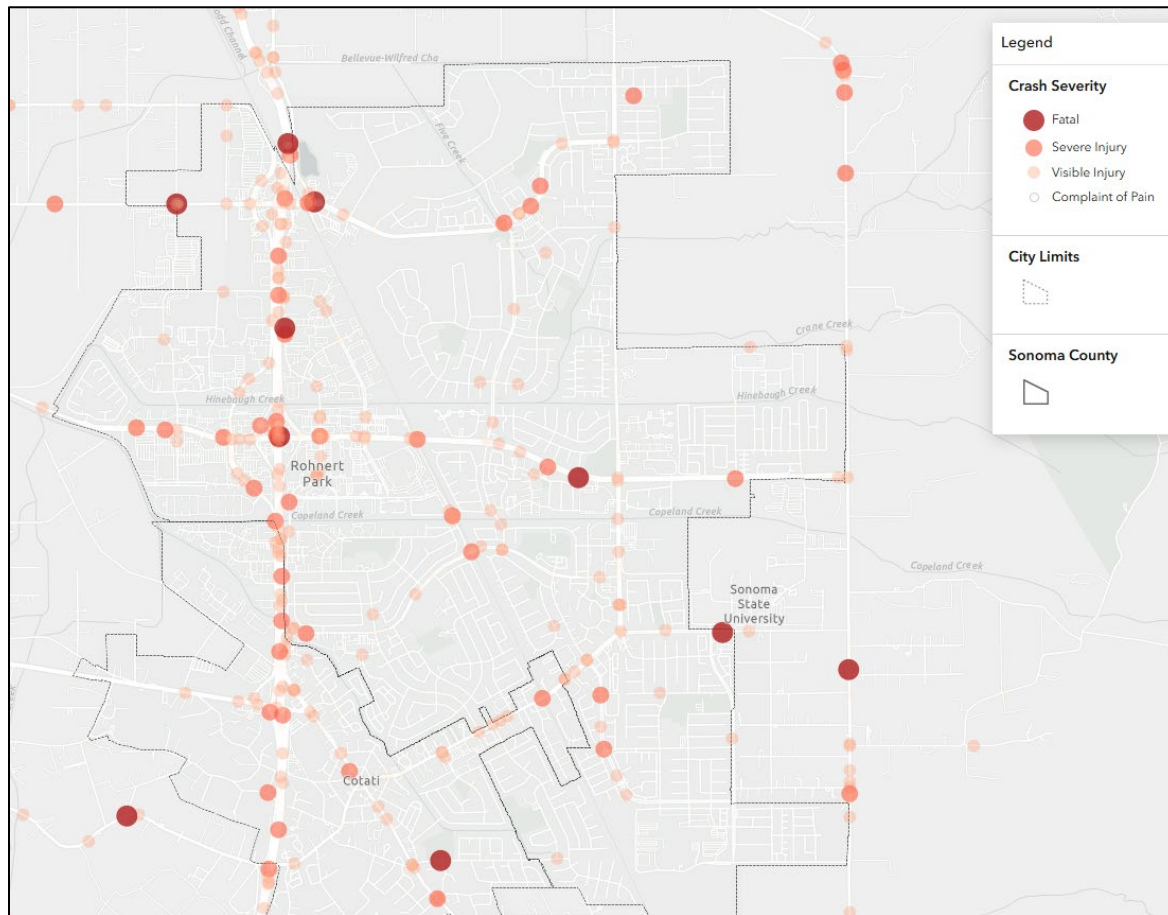 Legend
Crash Severity
Fatal
Severe Injury
Visible Injury
Complaint of Pain
City Limits
Sonoma County
Channel
Bellevue-Wilfred Cha
Five Creek
Crane Creek
Hinebaugh Creek
Hinebaugh Creek
Rohnert
Park
Copeland Creek
Copeland Creek
Copeland Creek
Sonoma
State
University
Cotati